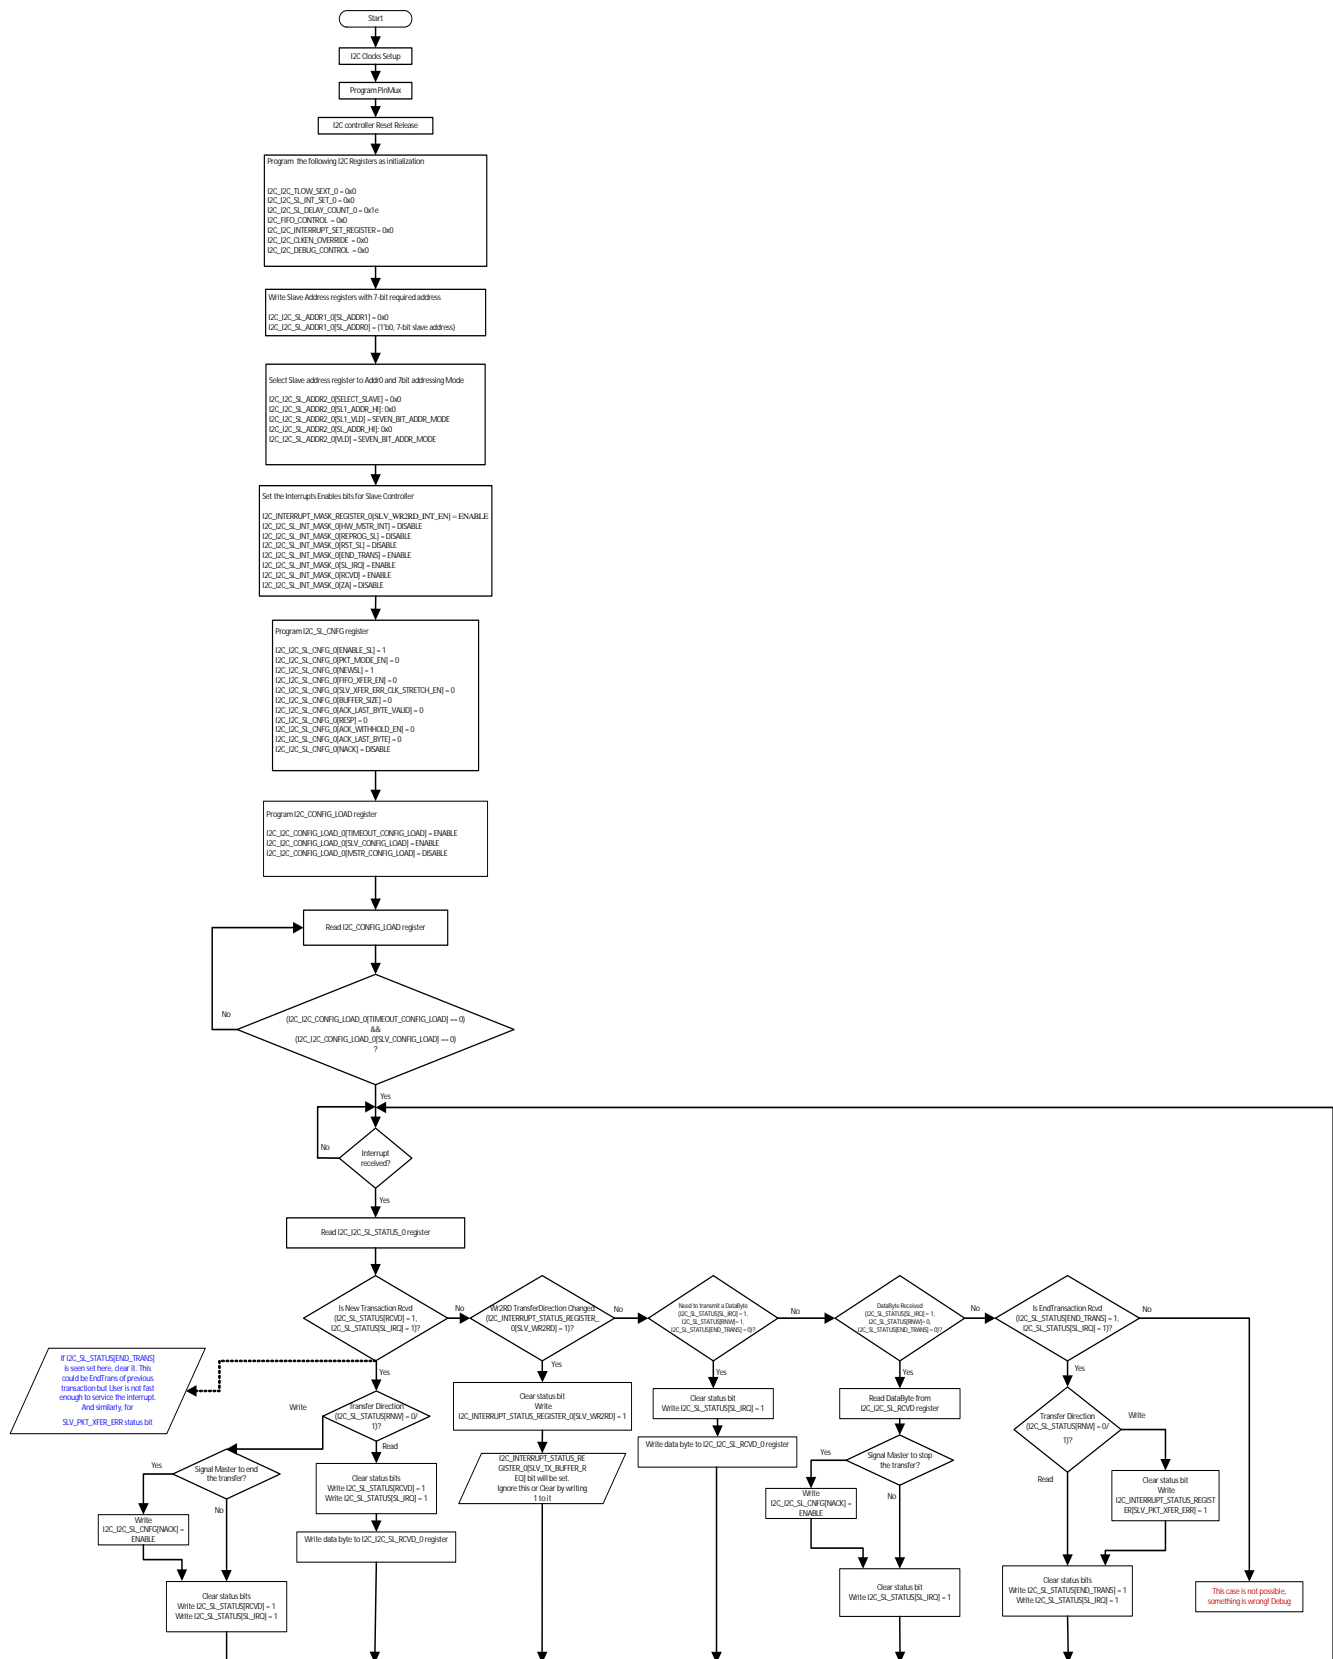 Start
I2C Clocks Setup
Program PinMux
I2C controller Reset Release
Program the following I2C Registers as initialization
I2C_I2C_TLOW_SEXT_0 = 0x0
I2C_I2C_SL_INT_SET_0 = 0x0
I2C_I2C_SL_DELAY_COUNT_0 = 0x1e
I2C_FIFO_CONTROL = 0x0
I2C_I2C_INTERRUPT_SET_REGISTER = 0x0
I2C_I2C_CLKEN_OVERRIDE = 0x0
I2C_I2C_DEBUG_CONTROL = 0x0
Write Slave Address registers with 7-bit required address
I2C_I2C_SL_ADDR1_0[SL_ADDR1] = 0x0
I2C_I2C_SL_ADDR1_0[SL_ADDR0] = {1'b0, 7-bit slave address}
Select Slave address register to Addr0 and 7bit addressing Mode
I2C_I2C_SL_ADDR2_0[SELECT_SLAVE] = 0x0
I2C_I2C_SL_ADDR2_0[SL1_ADDR_HI]: 0x0
I2C_I2C_SL_ADDR2_0[SL1_VLD] = SEVEN_BIT_ADDR_MODE
I2C_I2C_SL_ADDR2_0[SL_ADDR_HI]: 0x0
I2C_I2C_SL_ADDR2_0[VLD] = SEVEN_BIT_ADDR_MODE
Set the Interrupts Enables bits for Slave Controller
I2C_INTERRUPT_MASK_REGISTER_0[SLV_WR2RD_INT_EN] = ENABLE
I2C_I2C_SL_INT_MASK_0[HW_MSTR_INT] = DISABLE
I2C_I2C_SL_INT_MASK_0[REPROG_SL] = DISABLE
I2C_I2C_SL_INT_MASK_0[RST_SL] = DISABLE
I2C_I2C_SL_INT_MASK_0[END_TRANS] = ENABLE
I2C_I2C_SL_INT_MASK_0[SL_IRQ] = ENABLE
I2C_I2C_SL_INT_MASK_0[RCVD] = ENABLE
I2C_I2C_SL_INT_MASK_0[ZA] = DISABLE
Program I2C_SL_CNFG register
I2C_I2C_SL_CNFG_0[ENABLE_SL] = 1
I2C_I2C_SL_CNFG_0[PKT_MODE_EN] = 0
I2C_I2C_SL_CNFG_0[NEWSL] = 1
I2C_I2C_SL_CNFG_0[FIFO_XFER_EN] = 0
I2C_I2C_SL_CNFG_0[SLV_XFER_ERR_CLK_STRETCH_EN] = 0
I2C_I2C_SL_CNFG_0[BUFFER_SIZE] = 0
I2C_I2C_SL_CNFG_0[ACK_LAST_BYTE_VALID] = 0
I2C_I2C_SL_CNFG_0[RESP] = 0
I2C_I2C_SL_CNFG_0[ACK_WITHHOLD_EN] = 0
I2C_I2C_SL_CNFG_0[ACK_LAST_BYTE] = 0
I2C_I2C_SL_CNFG_0[NACK] = DISABLE
Program I2C_CONFIG_LOAD register
I2C_I2C_CONFIG_LOAD_0[TIMEOUT_CONFIG_LOAD] = ENABLE
I2C_I2C_CONFIG_LOAD_0[SLV_CONFIG_LOAD] = ENABLE
I2C_I2C_CONFIG_LOAD_0[MSTR_CONFIG_LOAD] = DISABLE
Read I2C_CONFIG_LOAD register
No
(I2C_I2C_CONFIG_LOAD_0[TIMEOUT_CONFIG_LOAD] == 0)
&&
(I2C_I2C_CONFIG_LOAD_0[SLV_CONFIG_LOAD] == 0)
?
Yes
No
Interrupt
received?
Yes
Read I2C_I2C_SL_STATUS_0 register
Is New Transaction Rcvd
(I2C_SL_STATUS[RCVD] = 1,
I2C_SL_STATUS[SL_IRQ] = 1)?
No
Wr2RD TransferDirection Changed
(I2C_INTERRUPT_STATUS_REGISTER_
0[SLV_WR2RD] = 1)?
No
Need to transmit a DataByte
(I2C_SL_STATUS[SL_IRQ] = 1,
I2C_SL_STATUS[RNW]= 1,
I2C_SL_STATUS[END_TRANS] = 0)?
No
DataByte Received
(I2C_SL_STATUS[SL_IRQ] = 1,
I2C_SL_STATUS[RNW]= 0,
I2C_SL_STATUS[END_TRANS] = 0)?
No
Is EndTransaction Rcvd
(I2C_SL_STATUS[END_TRANS] = 1,
I2C_SL_STATUS[SL_IRQ] = 1)?
No
If I2C_SL_STATUS[END_TRANS]
is seen set here, clear it. This
could be EndTrans of previous
transaction but User is not fast
enough to service the interrupt.
And similarly, for
SLV_PKT_XFER_ERR status bit
Yes
Write
Transfer Direction
(I2C_SL_STATUS[RNW] = 0/
1)?
Read
Yes
Signal Master to end
the transfer?
No
Write
I2C_I2C_SL_CNFG[NACK] =
ENABLE
Clear status bits
Write I2C_SL_STATUS[RCVD] = 1
Write I2C_SL_STATUS[SL_IRQ] = 1
Clear status bits
Write I2C_SL_STATUS[RCVD] = 1
Write I2C_SL_STATUS[SL_IRQ] = 1
Write data byte to I2C_I2C_SL_RCVD_0 register
Yes
Clear status bit
Write
I2C_INTERRUPT_STATUS_REGISTER_0[SLV_WR2RD] = 1
I2C_INTERRUPT_STATUS_RE
GISTER_0[SLV_TX_BUFFER_R
EQ] bit will be set.
Ignore this or Clear by writing
1 to it
Yes
Clear status bit
Write I2C_SL_STATUS[SL_IRQ] = 1
Write data byte to I2C_I2C_SL_RCVD_0 register
Yes
Read DataByte from
I2C_I2C_SL_RCVD register
Yes
Signal Master to stop
the transfer?
No
Write
I2C_I2C_SL_CNFG[NACK] =
ENABLE
Clear status bit
Write I2C_SL_STATUS[SL_IRQ] = 1
Yes
Transfer Direction
(I2C_SL_STATUS[RNW] = 0/
1)?
Write
Read
Clear status bit
Write
I2C_INTERRUPT_STATUS_REGIST
ER[SLV_PKT_XFER_ERR] = 1
Clear status bits
Write I2C_SL_STATUS[END_TRANS] = 1
Write I2C_SL_STATUS[SL_IRQ] = 1
This case is not possible,
something is wrong! Debug